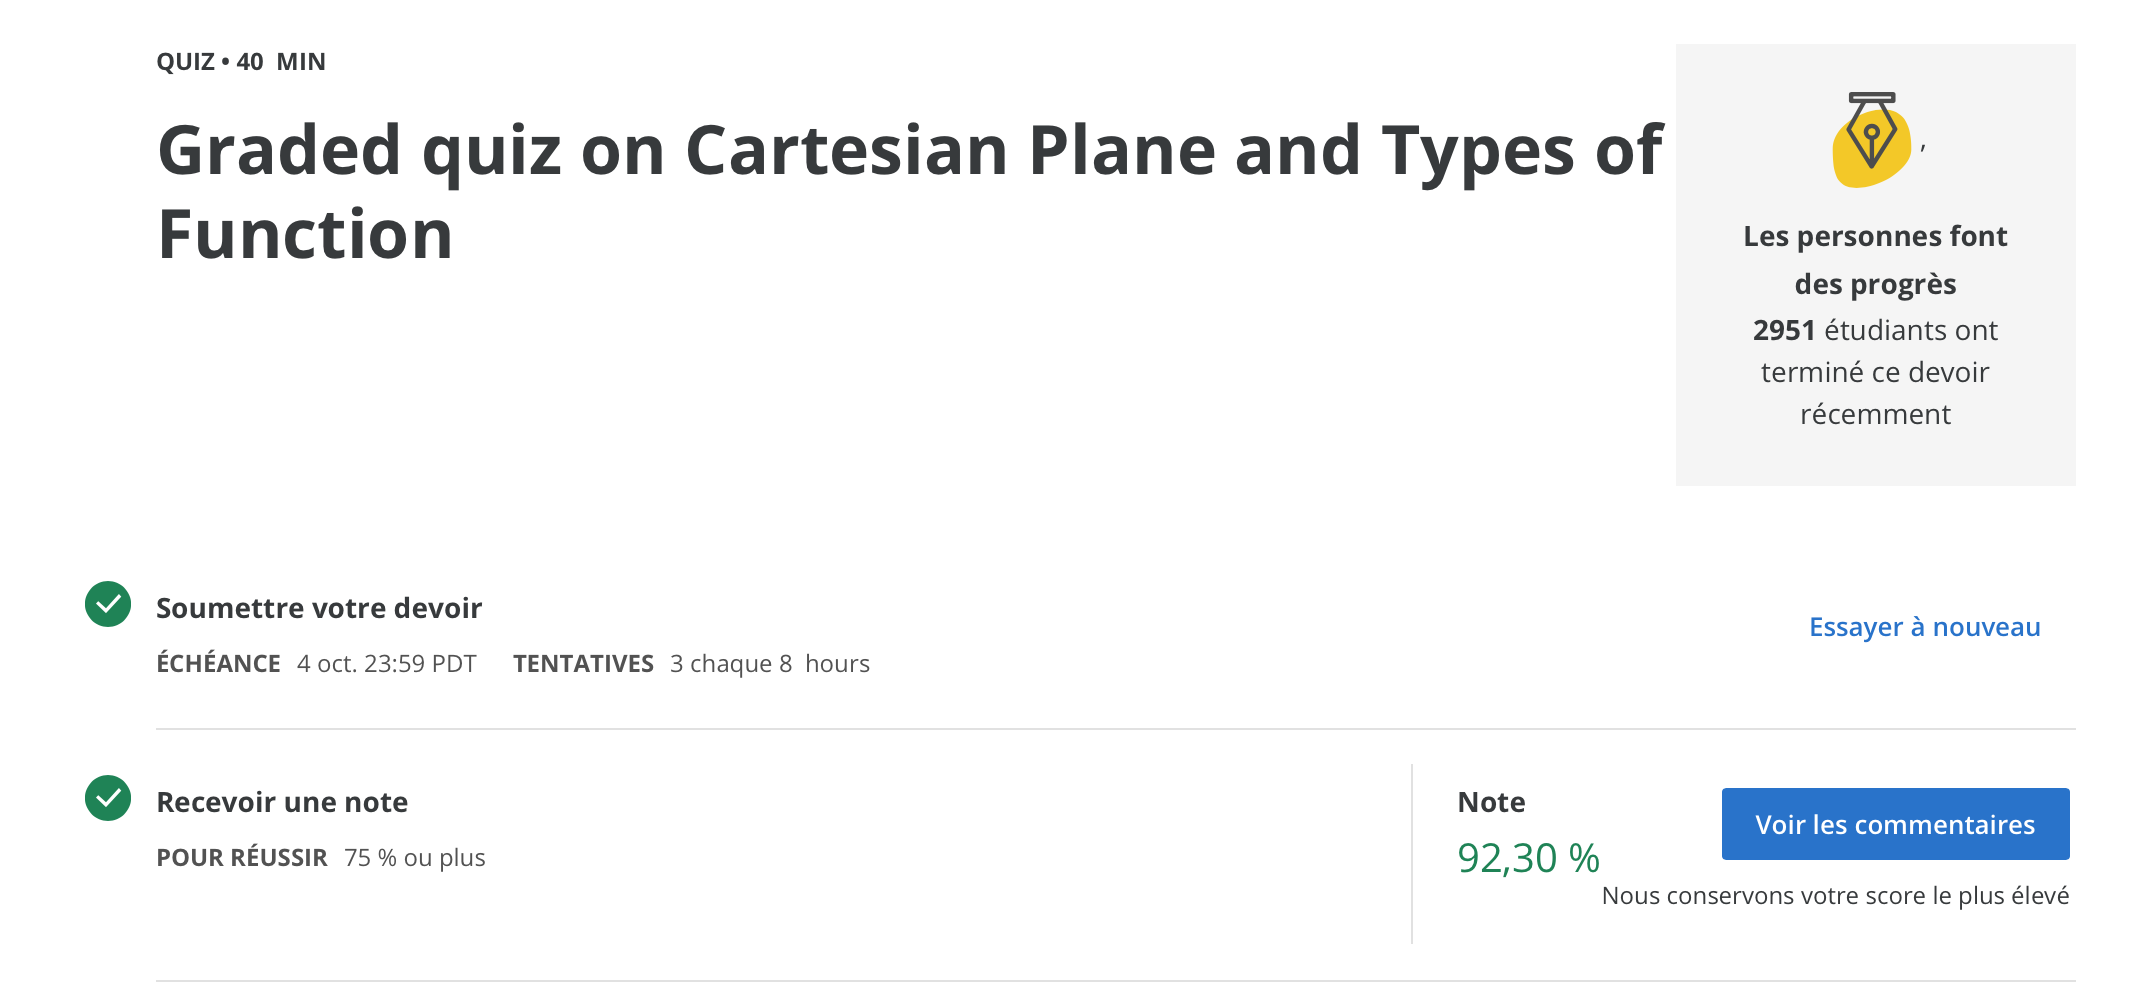 QUIZ • 40 MIN
Graded quiz on Cartesian Plane and Types of
Function
,
Les personnes font
des progrès
2951 étudiants ont
terminé ce devoir
récemment
Soumettre votre devoir
ÉCHÉANCE 4 oct. 23:59 PDT TENTATIVES 3 chaque 8 hours
Essayer à nouveau
Recevoir une note
POUR RÉUSSIR 75 % ou plus
Note
92,30 %
Voir les commentaires
Nous conservons votre score le plus élevé